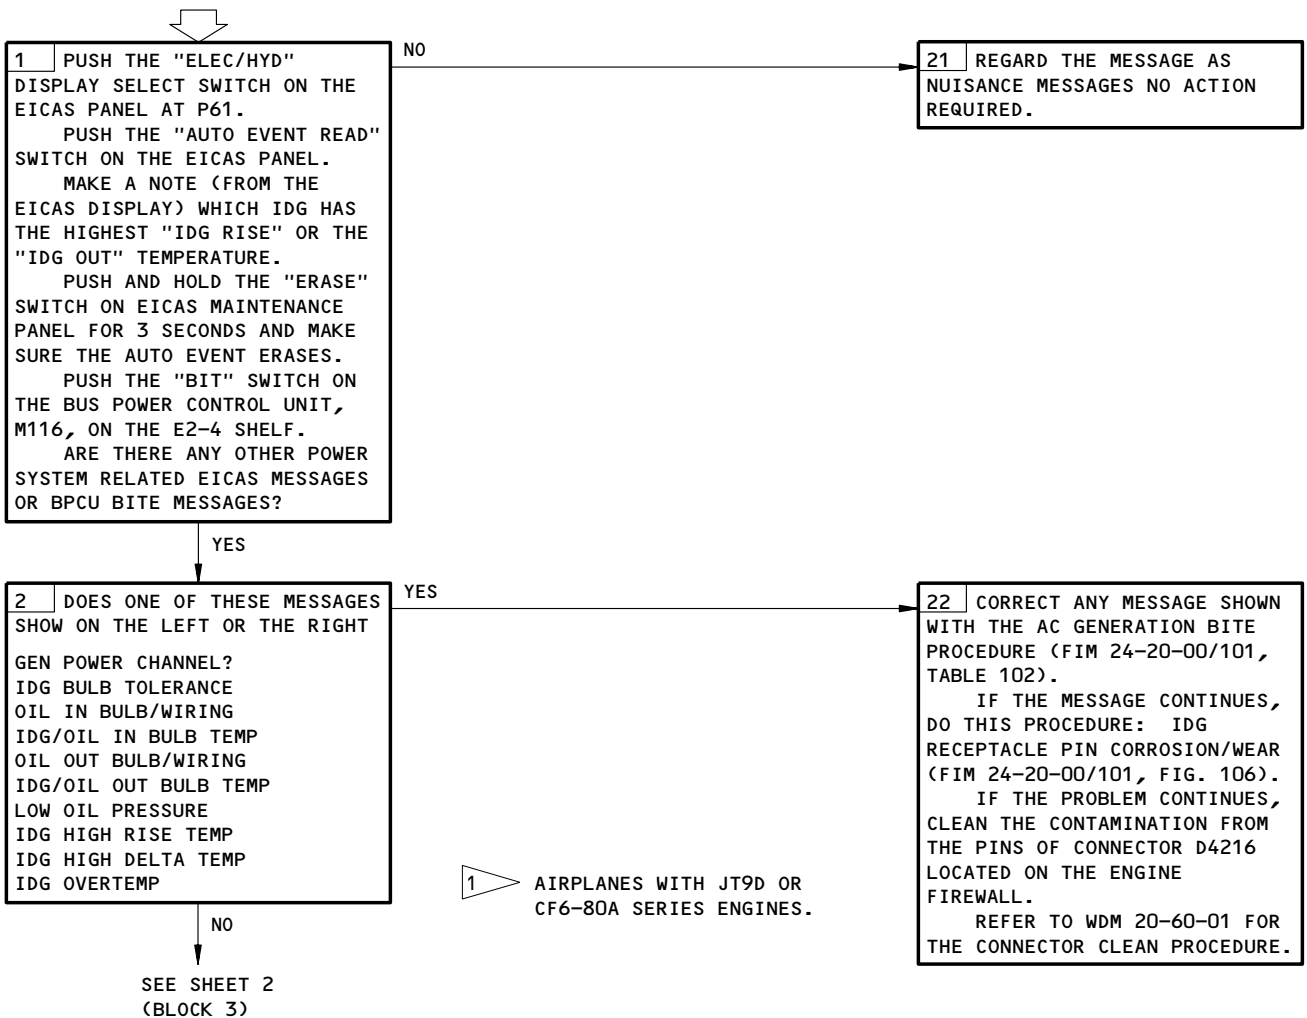 1 PUSH THE "ELEC/HYD"
DISPLAY SELECT SWITCH ON THE
EICAS PANEL AT P61.
PUSH THE "AUTO EVENT READ"
SWITCH ON THE EICAS PANEL.
MAKE A NOTE (FROM THE
EICAS DISPLAY) WHICH IDG HAS
THE HIGHEST "IDG RISE" OR THE
"IDG OUT" TEMPERATURE.
PUSH AND HOLD THE "ERASE"
SWITCH ON EICAS MAINTENANCE
PANEL FOR 3 SECONDS AND MAKE
SURE THE AUTO EVENT ERASES.
PUSH THE "BIT" SWITCH ON
THE BUS POWER CONTROL UNIT,
M116, ON THE E2-4 SHELF.
ARE THERE ANY OTHER POWER
SYSTEM RELATED EICAS MESSAGES
OR BPCU BITE MESSAGES?
NO
21 REGARD THE MESSAGE AS
NUISANCE MESSAGES NO ACTION
REQUIRED.
YES
2 DOES ONE OF THESE MESSAGES
SHOW ON THE LEFT OR THE RIGHT
GEN POWER CHANNEL?
IDG BULB TOLERANCE
OIL IN BULB/WIRING
IDG/OIL IN BULB TEMP
OIL OUT BULB/WIRING
IDG/OIL OUT BULB TEMP
LOW OIL PRESSURE
IDG HIGH RISE TEMP
IDG HIGH DELTA TEMP
IDG OVERTEMP
YES
22 CORRECT ANY MESSAGE SHOWN
WITH THE AC GENERATION BITE
PROCEDURE (FIM 24-20-00/101,
TABLE 102).
IF THE MESSAGE CONTINUES,
DO THIS PROCEDURE: IDG
RECEPTACLE PIN CORROSION/WEAR
(FIM 24-20-00/101, FIG. 106).
IF THE PROBLEM CONTINUES,
CLEAN THE CONTAMINATION FROM
THE PINS OF CONNECTOR D4216
LOCATED ON THE ENGINE
FIREWALL.
REFER TO WDM 20-60-01 FOR
THE CONNECTOR CLEAN PROCEDURE.
1 AIRPLANES WITH JT9D OR
CF6-80A SERIES ENGINES.
NO
SEE SHEET 2
(BLOCK 3)